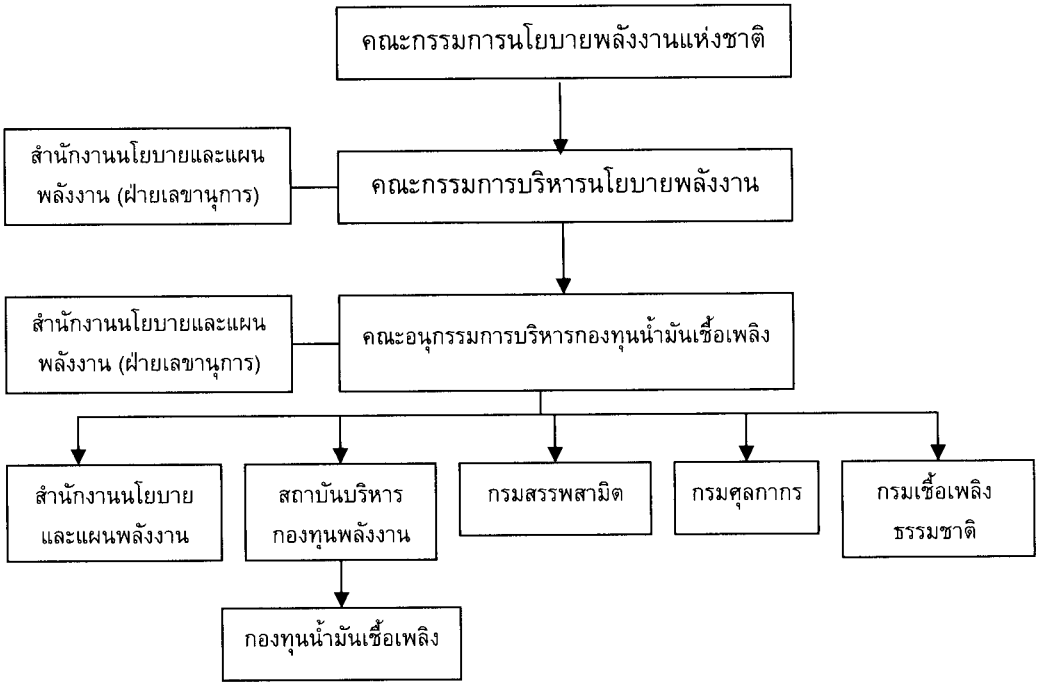 คณะกรรมการนโยบายพลังงานแห่งชาติ
สำนักงานนโยบายและแผน
พลังงาน (ฝ่ายเลขานุการ)
คณะกรรมการบริหารนโยบายพลังงาน
สำนักงานนโยบายและแผน
พลังงาน (ฝ่ายเลขานุการ)
คณะอนุกรรมการบริหารกองทุนน้ำมันเชื้อเพลิง
สำนักงานนโยบาย
และแผนพลังงาน
สถาบันบริหาร
กองทุนพลังงาน
กรมสรรพสามิต
กรมศุลกากร
กรมเชื้อเพลิง
ธรรมชาติ
กองทุนน้ำมันเชื้อเพลิง